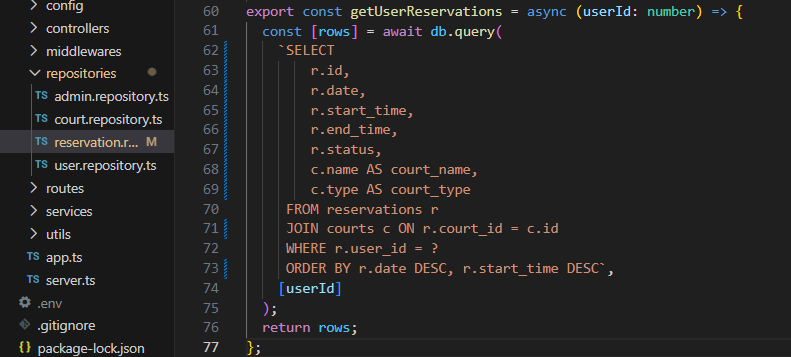 config
controllers
middlewares
repositories
TS admin.repository.ts
TS court.repository.ts
TS reservation.r... M
TS user.repository.ts
routes
services
utils
TS app.ts
TS server.ts
.env
.gitignore
{} package-lock.json
60 export const getUserReservations = async (userId: number) => {
61 const [rows] = await db.query(
62 `SELECT
63 r.id,
64 r.date,
65 r.start_time,
66 r.end_time,
67 r.status,
68 c.name AS court_name,
69 c.type AS court_type
70 FROM reservations r
71 JOIN courts c ON r.court_id = c.id
72 WHERE r.user_id = ?
73 ORDER BY r.date DESC, r.start_time DESC`,
74 [userId]
75 );
76 return rows;
77 };